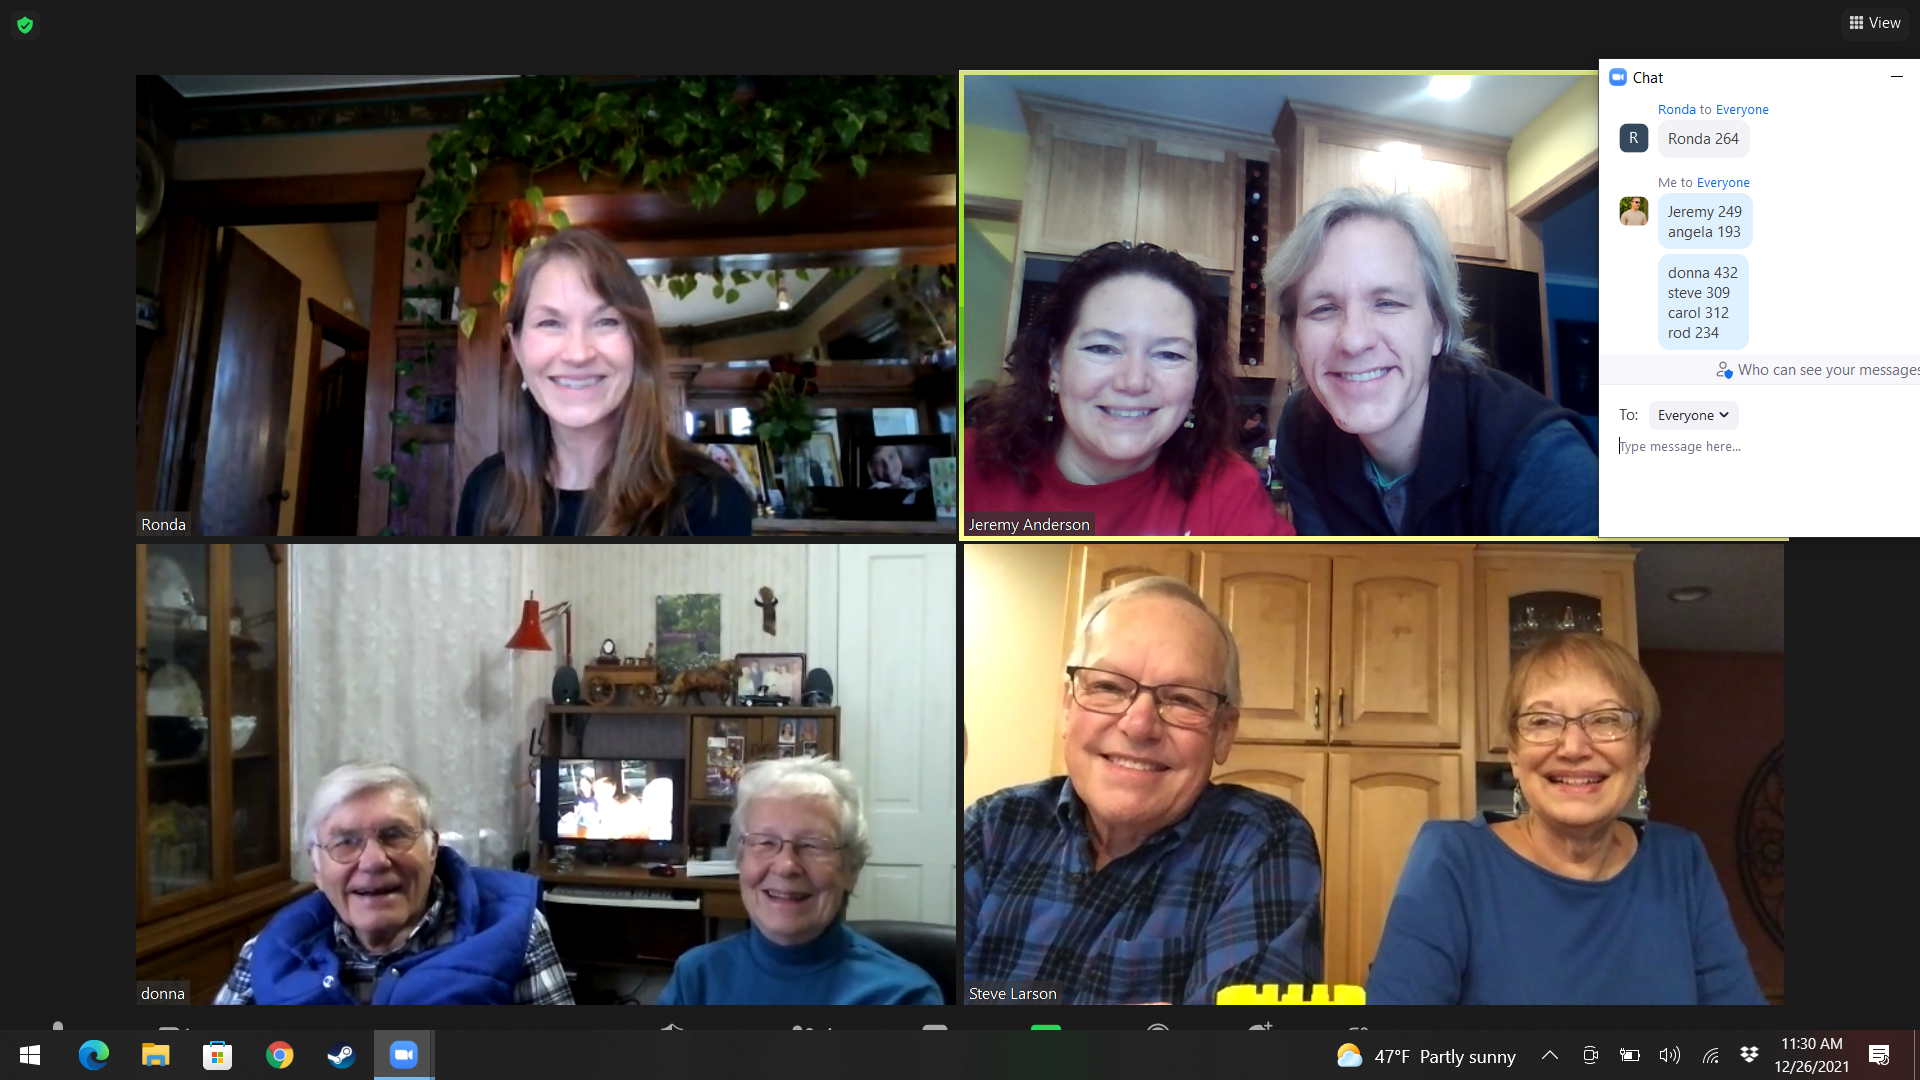 View
Chat
Ronda to Everyone
R
Ronda 264
Me to Everyone
Jeremy 249
angela 193
donna 432
steve 309
carol 312
rod 234
Who can see your messages
To: Everyone
Type message here...
Ronda
Jeremy Anderson
donna
Steve Larson
47°F Partly sunny
11:30 AM
12/26/2021